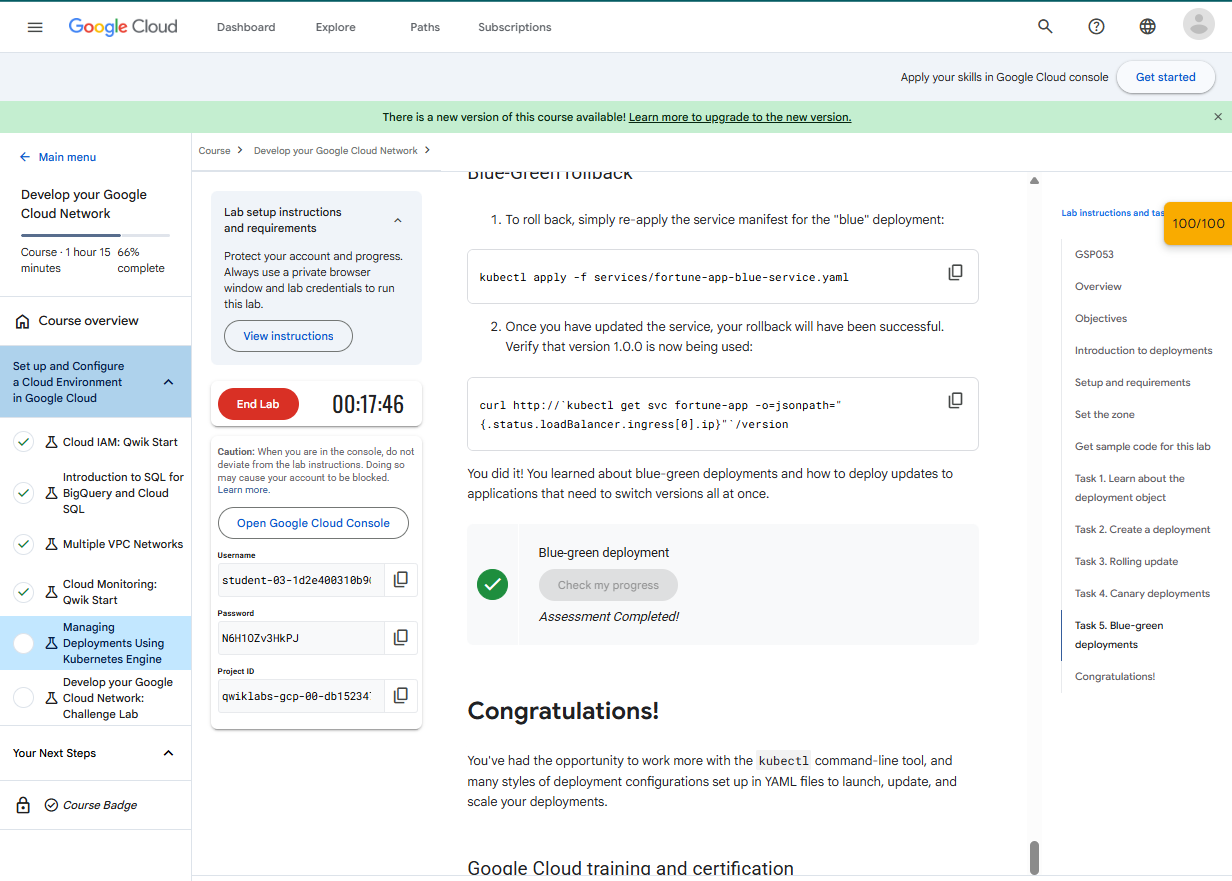 Google Cloud
Dashboard
Explore
Paths
Subscriptions
Apply your skills in Google Cloud console
Get started
There is a new version of this course available! Learn more to upgrade to the new version.
Main menu
Develop your Google
Cloud Network
Course · 1 hour 15
minutes
66%
complete
Course overview
Set up and Configure
a Cloud Environment
in Google Cloud
Cloud IAM: Qwik Start
Introduction to SQL for
BigQuery and Cloud
SQL
Multiple VPC Networks
Cloud Monitoring:
Qwik Start
Managing
Deployments Using
Kubernetes Engine
Develop your Google
Cloud Network:
Challenge Lab
Your Next Steps
Course Badge
Course
Develop your Google Cloud Network
Lab setup instructions
and requirements
Protect your account and progress.
Always use a private browser
window and lab credentials to run
this lab.
View instructions
End Lab
00:17:46
Caution: When you are in the console, do not
deviate from the lab instructions. Doing so
may cause your account to be blocked.
Learn more.
Open Google Cloud Console
Username
student-03-1d2e400310b90
Password
N6H1OZv3HkPJ
Project ID
qwiklabs-gcp-00-db15234
Blue-Green rollback
1. To roll back, simply re-apply the service manifest for the "blue" deployment:
kubectl apply -f services/fortune-app-blue-service.yaml
2. Once you have updated the service, your rollback will have been successful.
Verify that version 1.0.0 is now being used:
curl http://`kubectl get svc fortune-app -o=jsonpath="
{.status.loadBalancer.ingress[0].ip}"`/version
You did it! You learned about blue-green deployments and how to deploy updates to
applications that need to switch versions all at once.
Blue-green deployment
Check my progress
Assessment Completed!
Congratulations!
You've had the opportunity to work more with the kubectl command-line tool, and
many styles of deployment configurations set up in YAML files to launch, update, and
scale your deployments.
Google Cloud training and certification
Lab instructions and tas
100/100
GSP053
Overview
Objectives
Introduction to deployments
Setup and requirements
Set the zone
Get sample code for this lab
Task 1. Learn about the
deployment object
Task 2. Create a deployment
Task 3. Rolling update
Task 4. Canary deployments
Task 5. Blue-green
deployments
Congratulations!